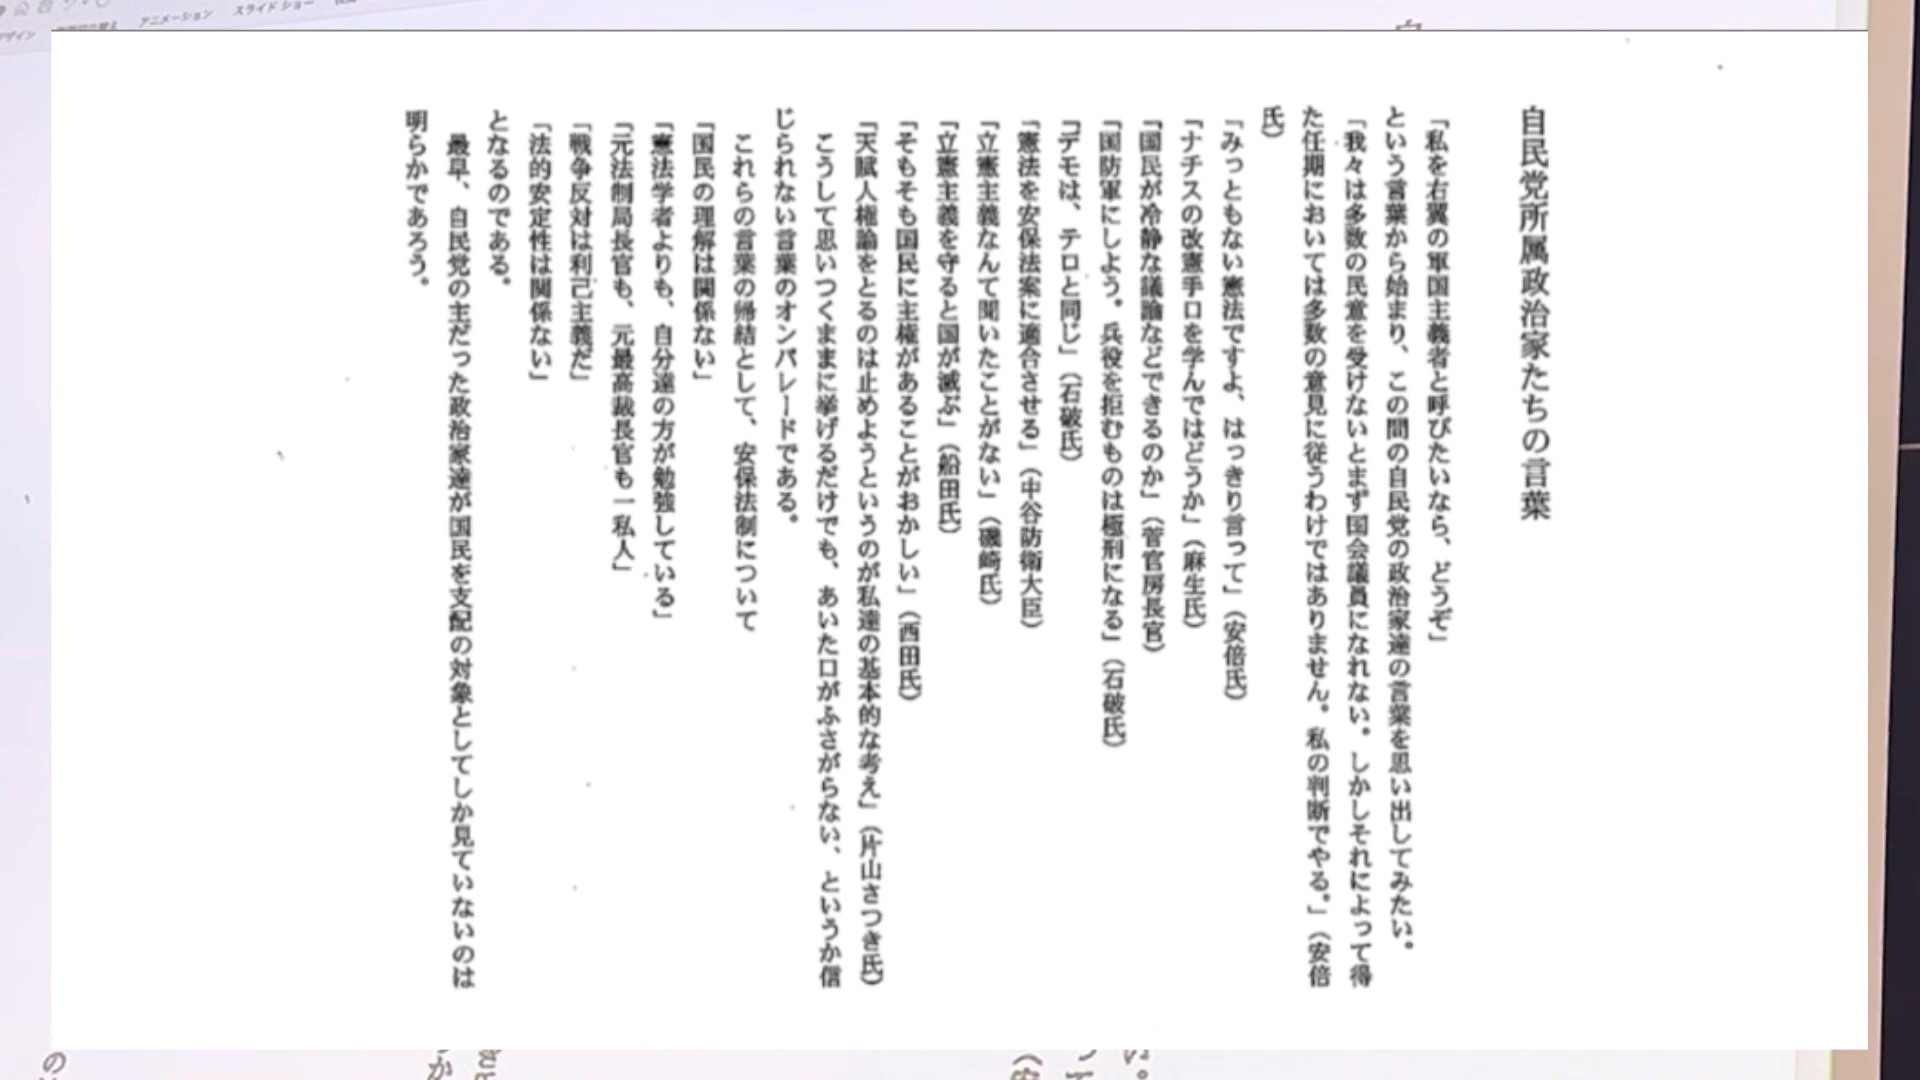 アニメーション
スライド ショー
自民党所属政治家たちの言葉
「私を右翼の軍国主義者と呼びたいなら、どうぞ」
という言葉から始まり、この間の自民党の政治家達の言葉を思い出してみたい。
「我々は多数の民意を受けないとまず国会議員になれない。しかしそれによって得
た任期においては多数の意見に従うわけではありません。私の判断でやる。」（安倍
氏）
「みっともない憲法ですよ、はっきり言って」（安倍氏）
「ナチスの改憲手口を学んではどうか」（麻生氏）
「国民が冷静な議論などできるのか」（菅官房長官）
「国防軍にしよう。兵役を拒むものは極刑になる」（石破氏）
「デモは、テロと同じ」（石破氏）
「憲法を安保法案に適合させる」（中谷防衛大臣）
「立憲主義なんて聞いたことがない」（磯崎氏）
「立憲主義を守ると国が滅ぶ」（船田氏）
「そもそも国民に主権があることがおかしい」（西田氏）
「天賦人権論をとるのは止めようというのが私達の基本的な考え」（片山さつき氏）
こうして思いつくままに挙げるだけでも、あいた口がふさがらない、というか信
じられない言葉のオンパレードである。
これらの言葉の帰結として、安保法制について
「国民の理解は関係ない」
「憲法学者よりも、自分達の方が勉強している」
「元法制局長官も、元最高裁長官も一私人」
「戦争反対は利己主義だ」
「法的安定性は関係ない」
となるのである。
最早、自民党の主だった政治家達が国民を支配の対象としてしか見ていないのは
明らかであろう。